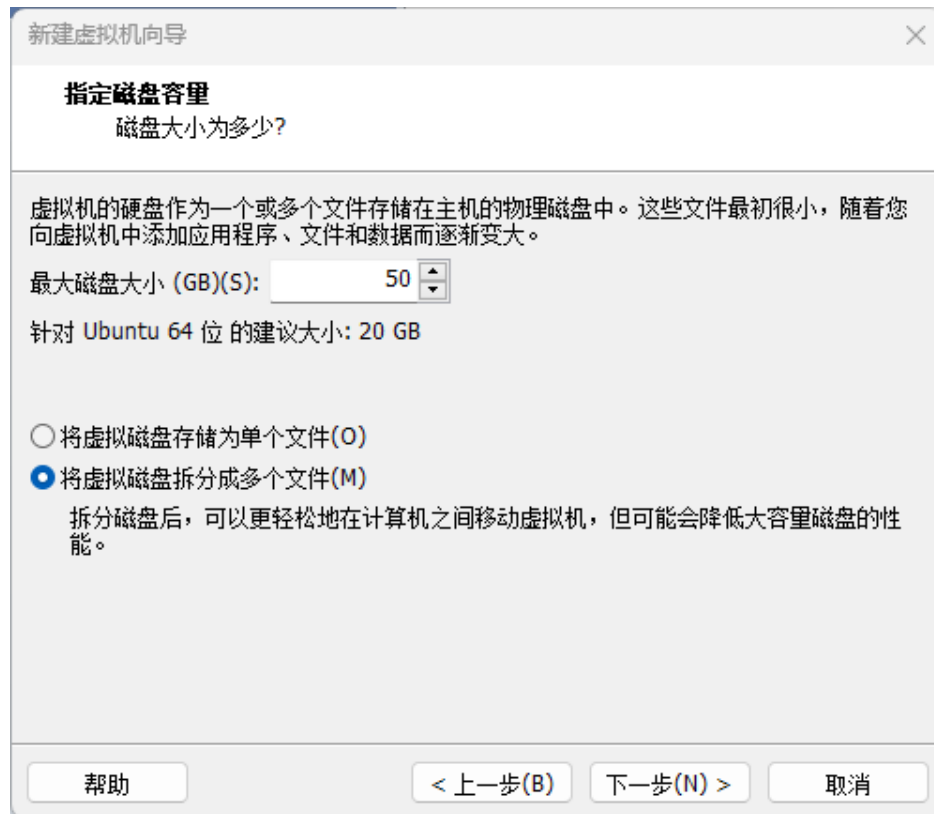 新建虚拟机向导
指定磁盘容量
磁盘大小为多少?
虚拟机的硬盘作为一个或多个文件存储在主机的物理磁盘中。这些文件最初很小，随着您
向虚拟机中添加应用程序、文件和数据而逐渐变大。
最大磁盘大小 (GB)(S): 50
针对 Ubuntu 64 位 的建议大小: 20 GB
将虚拟磁盘存储为单个文件(O)
将虚拟磁盘拆分成多个文件(M)
拆分磁盘后，可以更轻松地在计算机之间移动虚拟机，但可能会降低大容量磁盘的性
能。
帮助 < 上一步(B) 下一步(N) > 取消